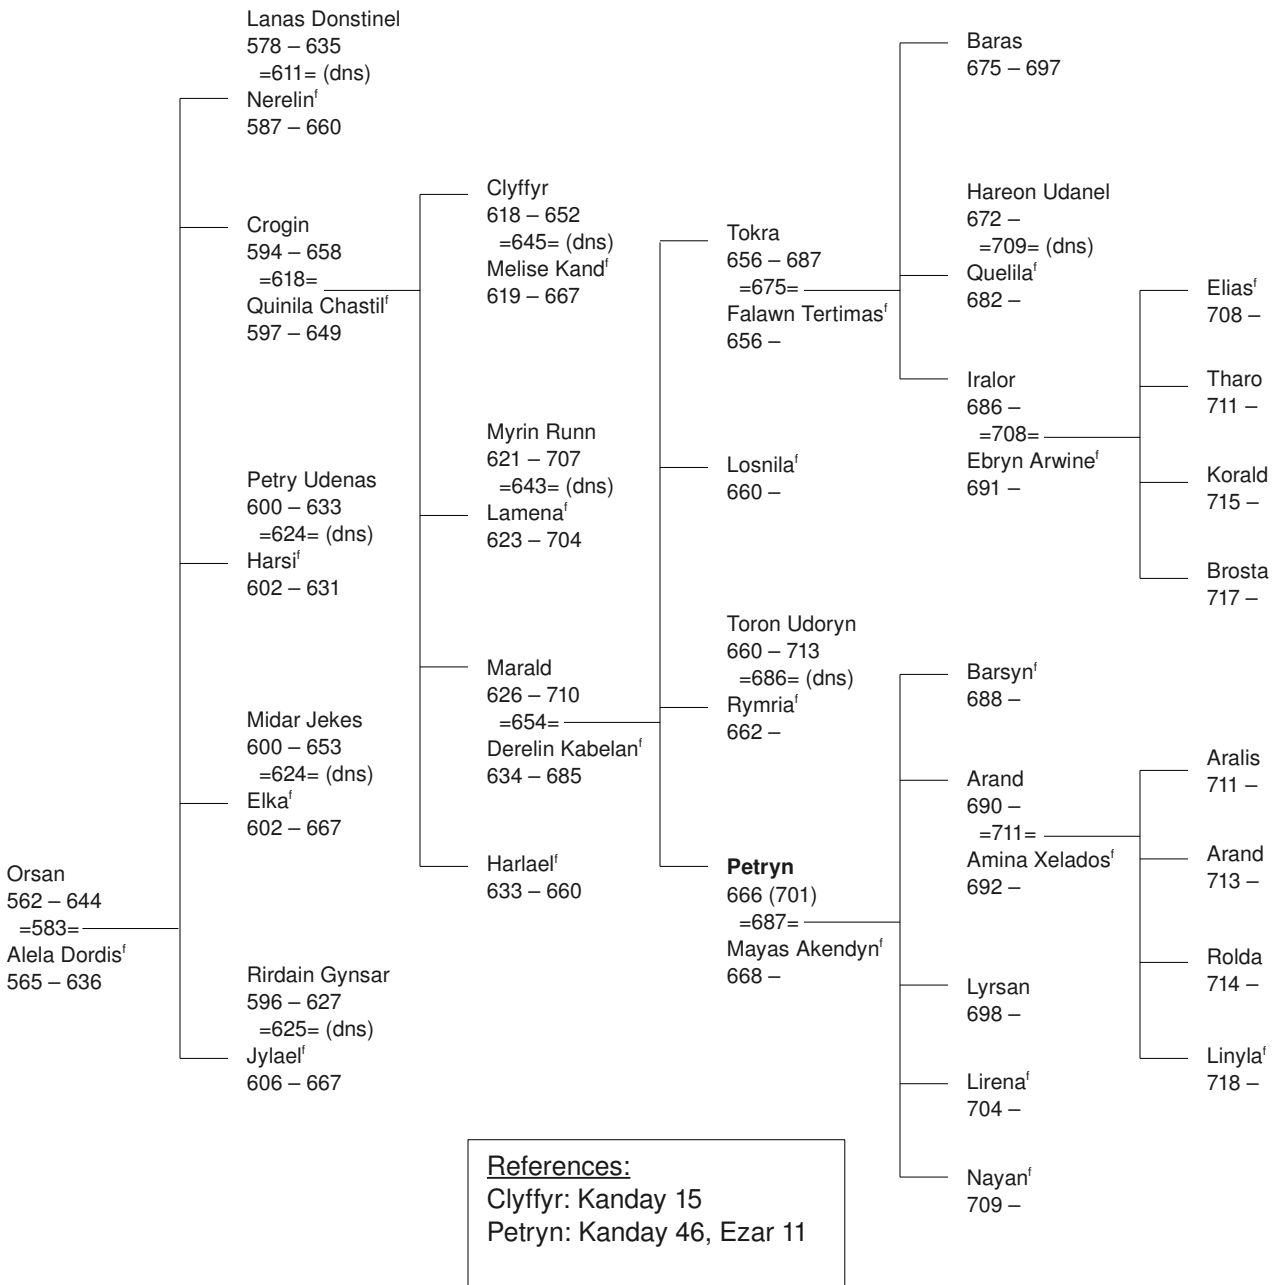 Orsan
562 – 644
=583=
Alela Dordisᶠ
565 – 636
Lanas Donstinel
578 – 635
=611= (dns)
Nerelinᶠ
587 – 660
Crogin
594 – 658
=618=
Quinila Chastilᶠ
597 – 649
Petry Udenas
600 – 633
=624= (dns)
Harsiᶠ
602 – 631
Midar Jekes
600 – 653
=624= (dns)
Elkaᶠ
602 – 667
Rirdain Gynsar
596 – 627
=625= (dns)
Jylaelᶠ
606 – 667
Clyffyr
618 – 652
=645= (dns)
Melise Kandᶠ
619 – 667
Myrin Runn
621 – 707
=643= (dns)
Lamenaᶠ
623 – 704
Marald
626 – 710
=654=
Derelin Kabelanᶠ
634 – 685
Harlaelᶠ
633 – 660
Tokra
656 – 687
=675=
Falawn Tertimasᶠ
656 –
Losnilaᶠ
660 –
Toron Udoryn
660 – 713
=686= (dns)
Rymriaᶠ
662 –
Petryn
666 (701)
=687=
Mayas Akendynᶠ
668 –
Baras
675 – 697
Hareon Udanel
672 –
=709= (dns)
Quelilaᶠ
682 –
Iralor
686 –
=708=
Ebryn Arwineᶠ
691 –
Barsynᶠ
688 –
Arand
690 –
=711=
Amina Xeladosᶠ
692 –
Lyrsan
698 –
Lirenaᶠ
704 –
Nayanᶠ
709 –
Eliasᶠ
708 –
Tharo
711 –
Korald
715 –
Brosta
717 –
Aralis
711 –
Arand
713 –
Rolda
714 –
Linylaᶠ
718 –
References:
Clyffyr: Kanday 15
Petryn: Kanday 46, Ezar 11